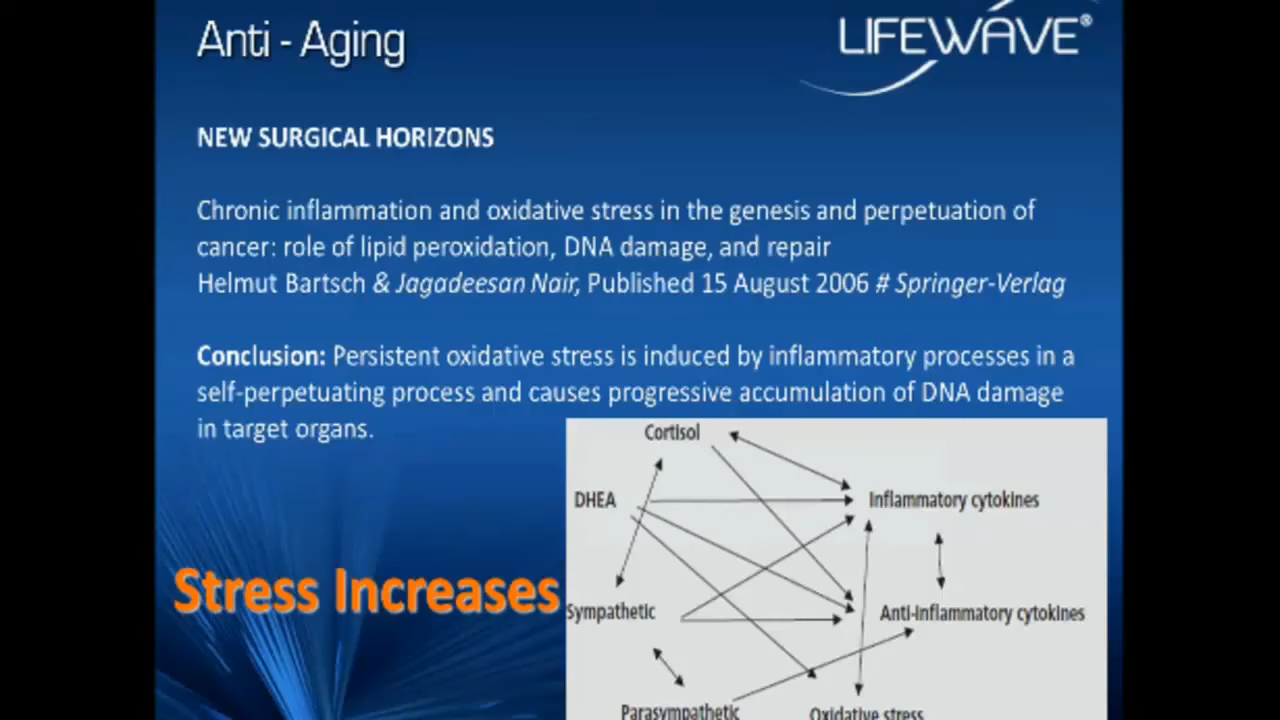 Anti - Aging
LIFEWAVE®
NEW SURGICAL HORIZONS
Chronic inflammation and oxidative stress in the genesis and perpetuation of
cancer: role of lipid peroxidation, DNA damage, and repair
Helmut Bartsch & Jagadeesan Nair, Published 15 August 2006 # Springer-Verlag
Conclusion: Persistent oxidative stress is induced by inflammatory processes in a
self-perpetuating process and causes progressive accumulation of DNA damage
in target organs.
Cortisol
DHEA
Inflammatory cytokines
Stress Increases
Sympathetic
Anti-inflammatory cytokines
Parasympathetic
Oxidative stress